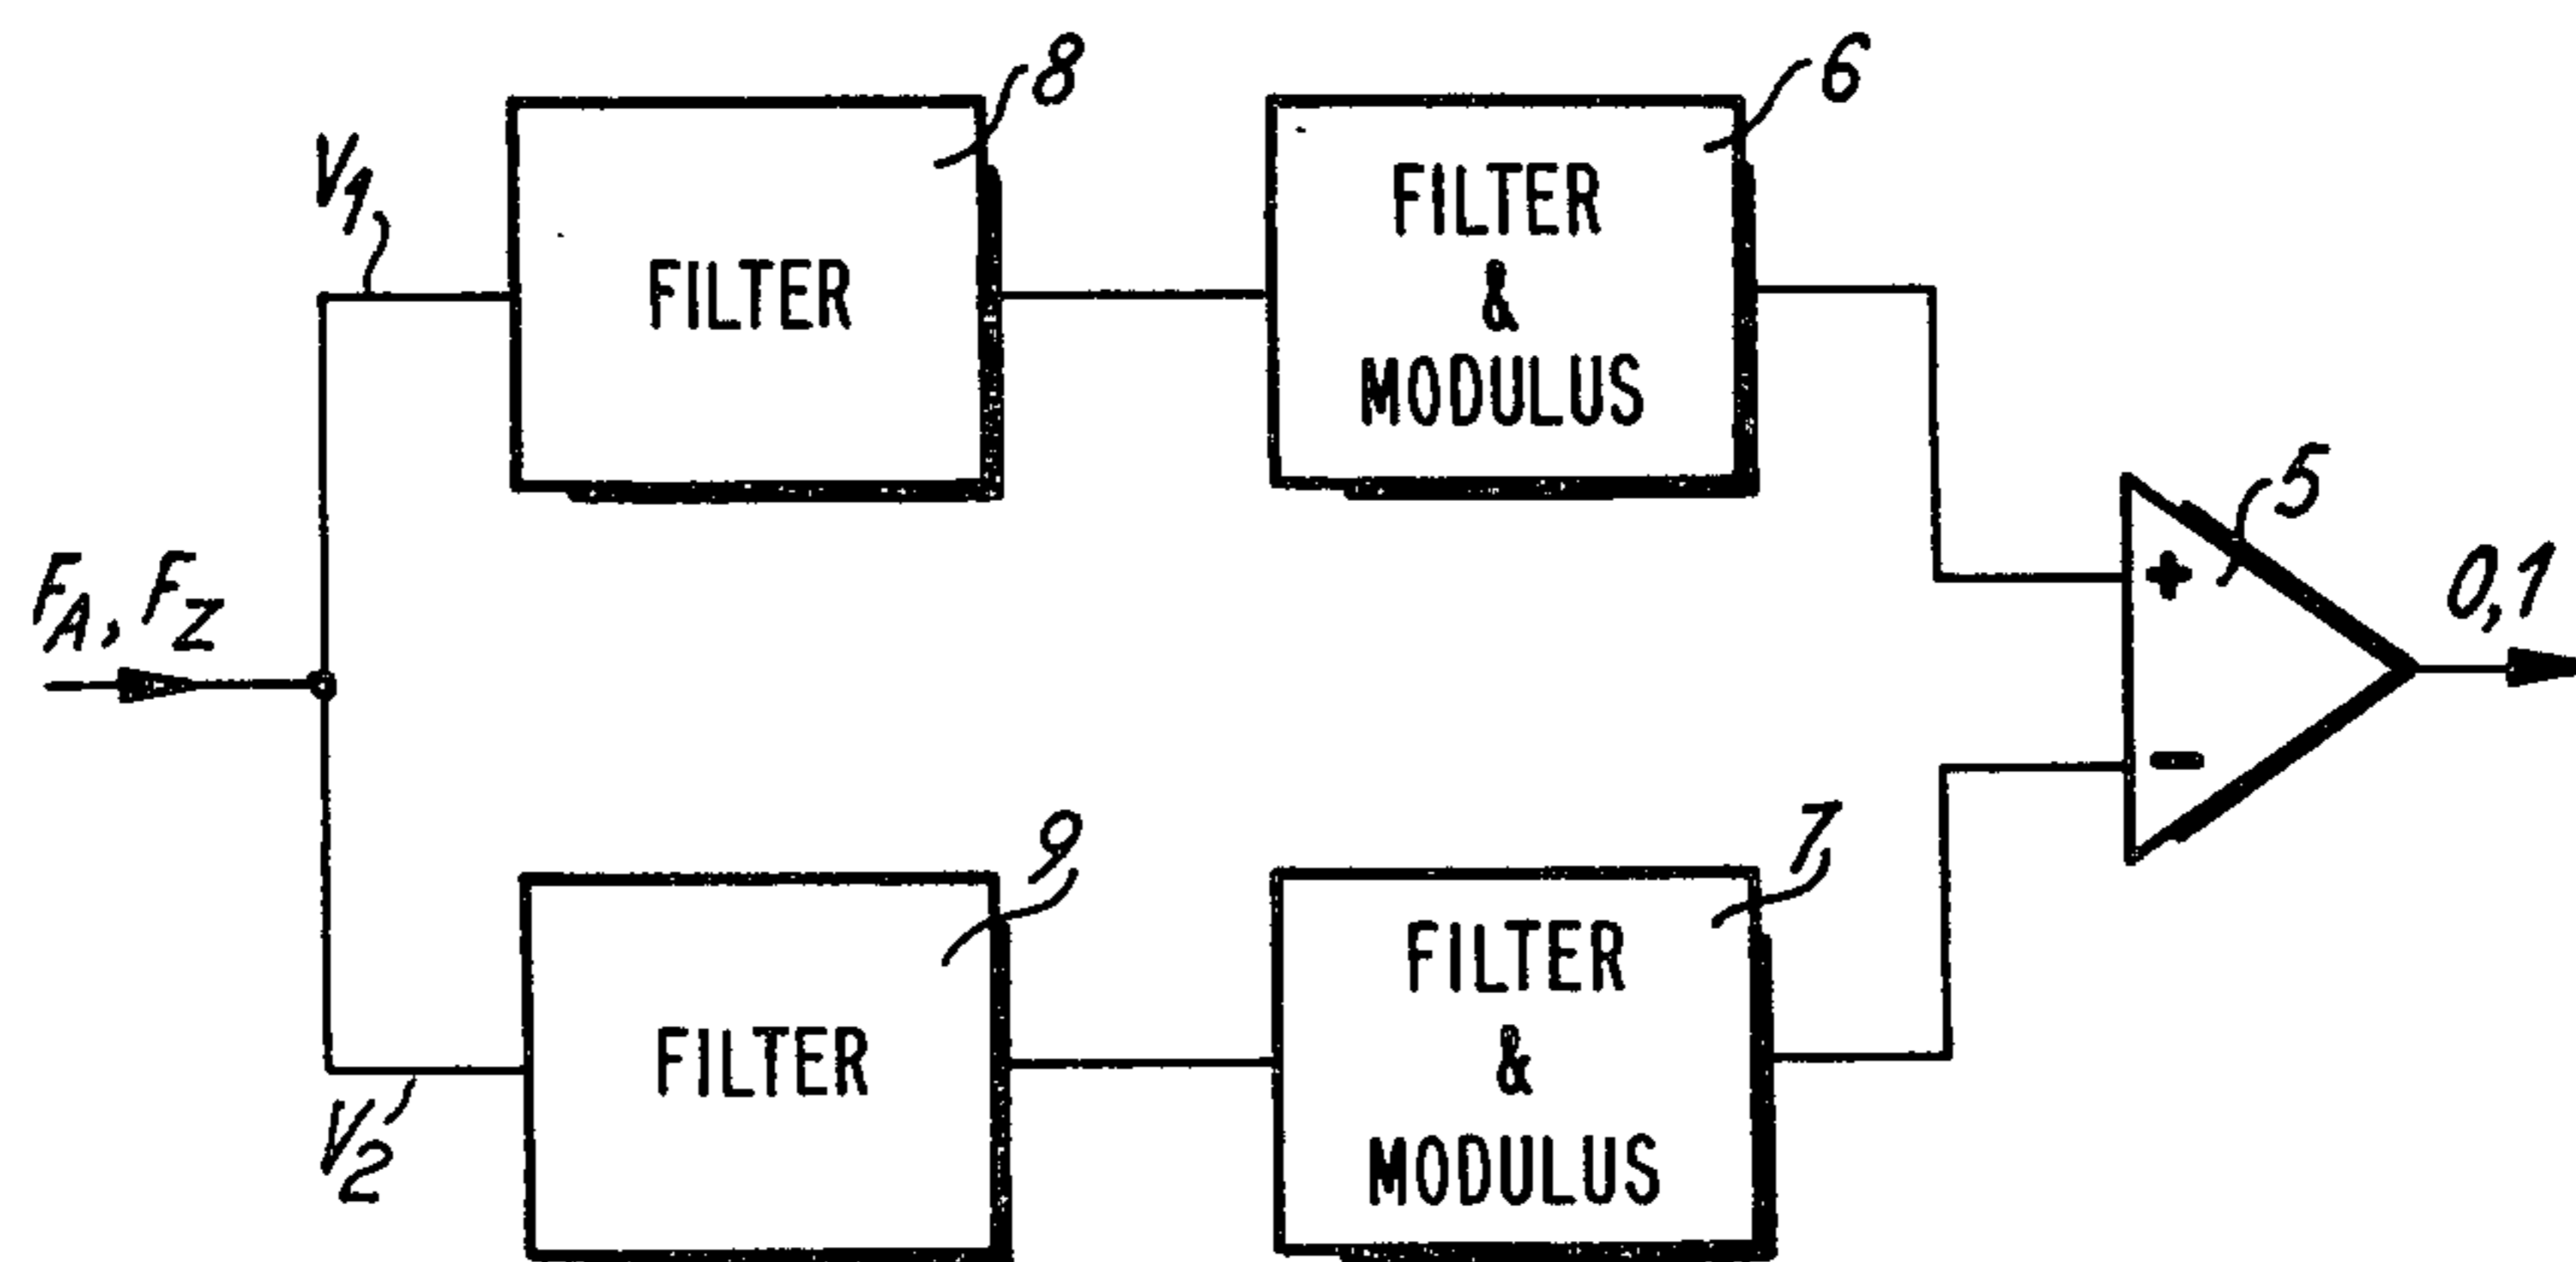 8
6
V1
FILTER
FILTER
&
MODULUS
5
FA, FZ
+
0,1
−
9
7
FILTER
V2
FILTER
&
MODULUS